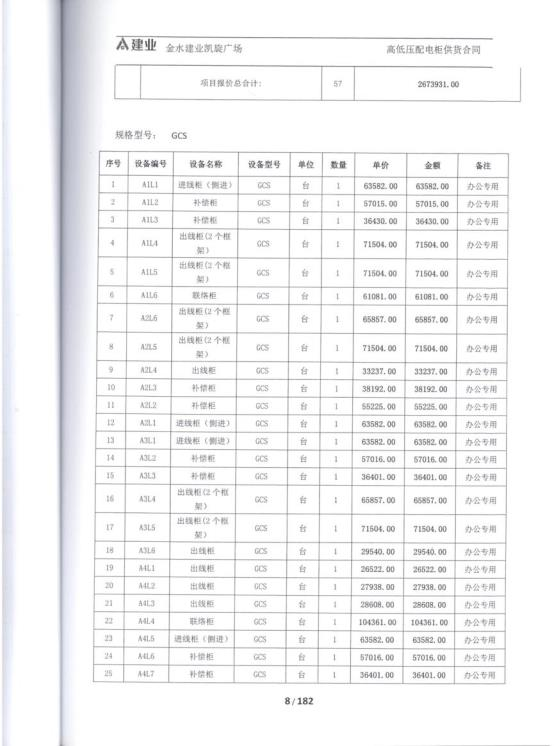 建业 金水建业凯旋广场 高低压配电柜供货合同
项目报价总合计: 57 2673931.00
规格型号: GCS
序号 设备编号 设备名称 设备型号 单位 数量 单价 金额 备注
1 A1L1 进线柜（侧进） GCS 台 1 63582.00 63582.00 办公专用
2 A1L2 补偿柜 GCS 台 1 57015.00 57015.00 办公专用
3 A1L3 补偿柜 GCS 台 1 36430.00 36430.00 办公专用
4 A1L4 出线柜(2个框架） GCS 台 1 71504.00 71504.00 办公专用
5 A1L5 出线柜(2个框架） GCS 台 1 71504.00 71504.00 办公专用
6 A1L6 联络柜 GCS 台 1 61081.00 61081.00 办公专用
7 A2L6 出线柜(2个框架） GCS 台 1 65857.00 65857.00 办公专用
8 A2L5 出线柜(2个框架） GCS 台 1 71504.00 71504.00 办公专用
9 A2L4 出线柜 GCS 台 1 33237.00 33237.00 办公专用
10 A2L3 补偿柜 GCS 台 1 38192.00 38192.00 办公专用
11 A2L2 补偿柜 GCS 台 1 55225.00 55225.00 办公专用
12 A2L1 进线柜（侧进） GCS 台 1 63582.00 63582.00 办公专用
13 A3L1 进线柜（侧进） GCS 台 1 63582.00 63582.00 办公专用
14 A3L2 补偿柜 GCS 台 1 57016.00 57016.00 办公专用
15 A3L3 补偿柜 GCS 台 1 36401.00 36401.00 办公专用
16 A3L4 出线柜(2个框架） GCS 台 1 65857.00 65857.00 办公专用
17 A3L5 出线柜(2个框架） GCS 台 1 71504.00 71504.00 办公专用
18 A3L6 出线柜 GCS 台 1 29540.00 29540.00 办公专用
19 A4L1 出线柜 GCS 台 1 26522.00 26522.00 办公专用
20 A4L2 出线柜 GCS 台 1 27938.00 27938.00 办公专用
21 A4L3 出线柜 GCS 台 1 28608.00 28608.00 办公专用
22 A4L4 联络柜 GCS 台 1 104361.00 104361.00 办公专用
23 A4L5 进线柜（侧进） GCS 台 1 63582.00 63582.00 办公专用
24 A4L6 补偿柜 GCS 台 1 57016.00 57016.00 办公专用
25 A4L7 补偿柜 GCS 台 1 36401.00 36401.00 办公专用
8 / 182